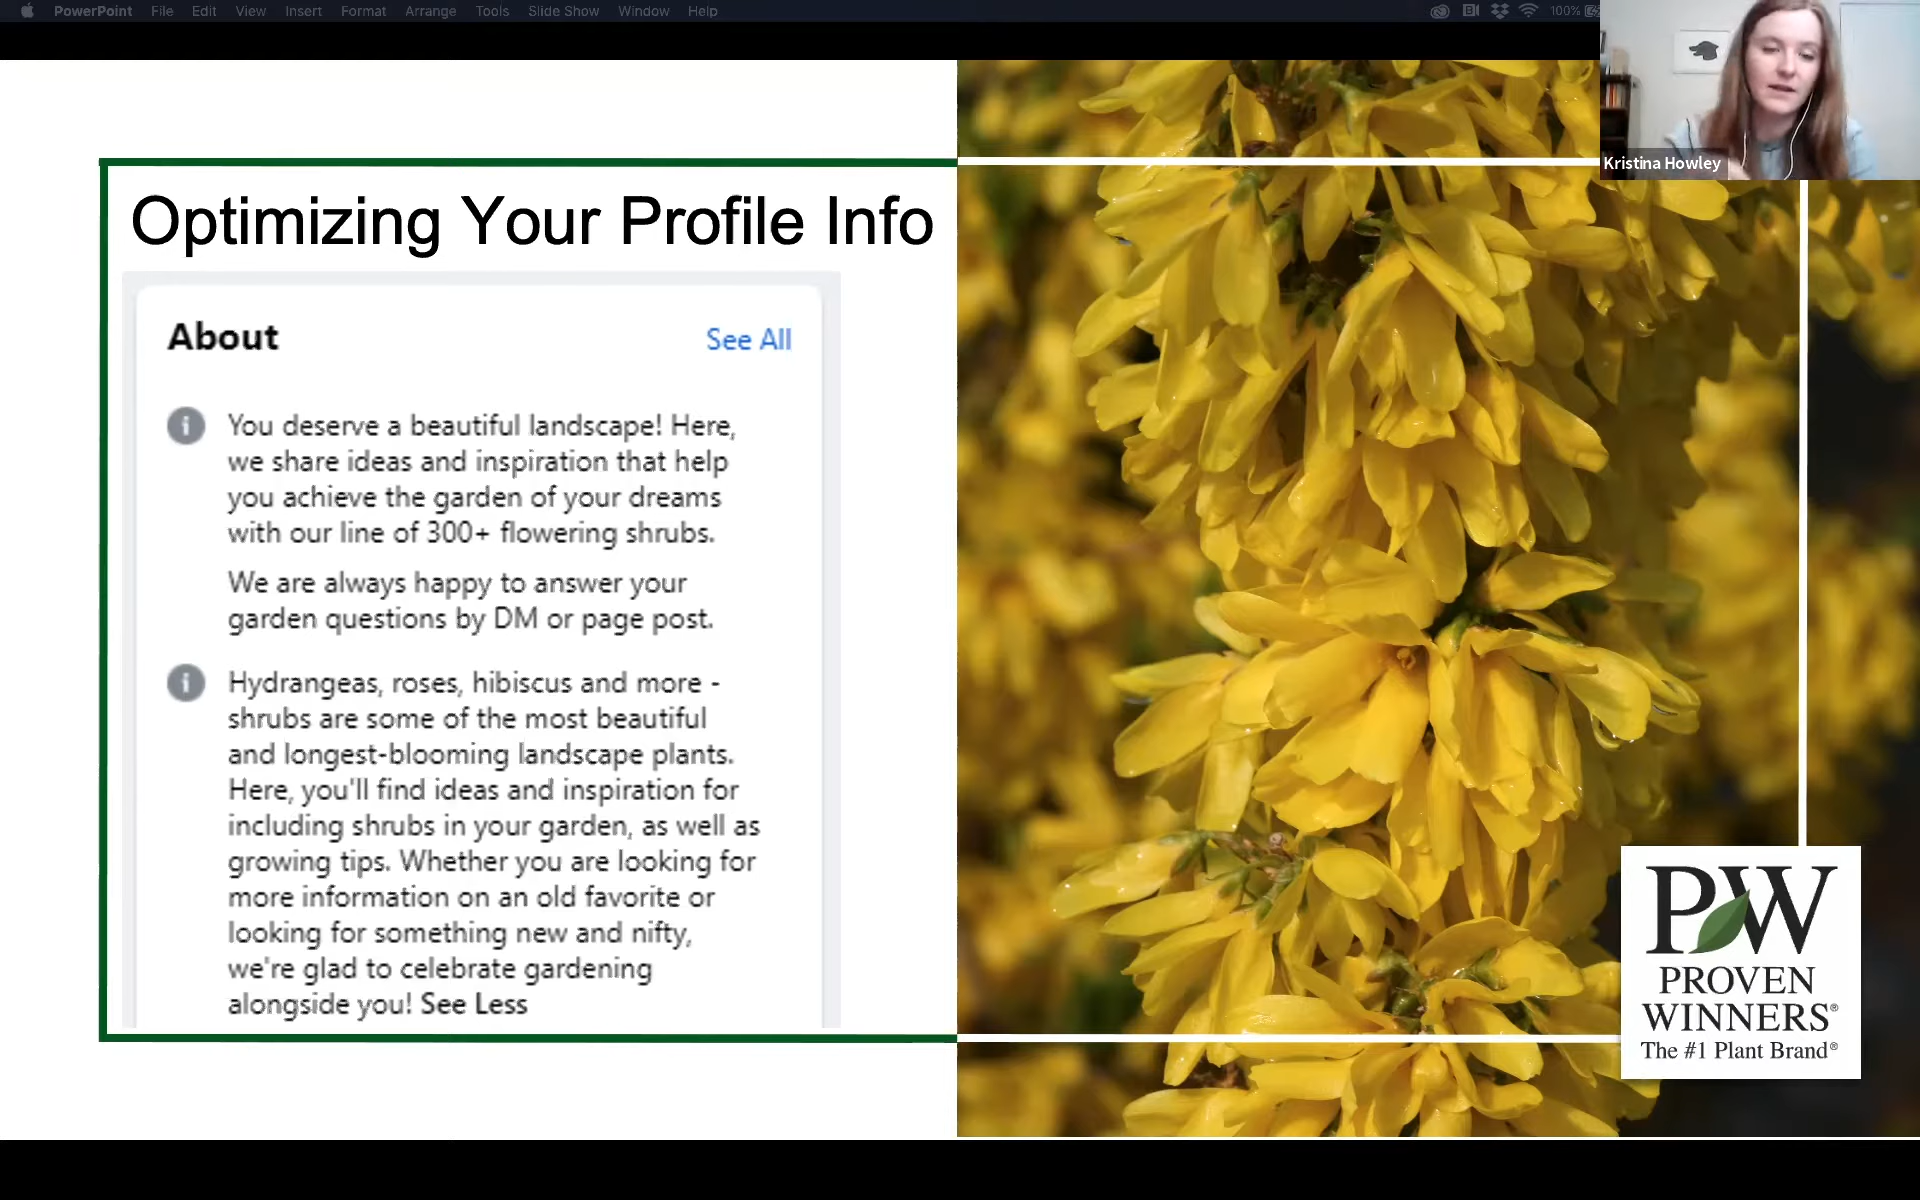 PowerPoint File Edit View Insert Format Arrange Tools Slide Show Window Help 100%
Kristina Howley
Optimizing Your Profile Info
About See All
You deserve a beautiful landscape! Here,
we share ideas and inspiration that help
you achieve the garden of your dreams
with our line of 300+ flowering shrubs.
We are always happy to answer your
garden questions by DM or page post.
Hydrangeas, roses, hibiscus and more -
shrubs are some of the most beautiful
and longest-blooming landscape plants.
Here, you'll find ideas and inspiration for
including shrubs in your garden, as well as
growing tips. Whether you are looking for
more information on an old favorite or
looking for something new and nifty,
we're glad to celebrate gardening
alongside you! See Less
PW
PROVEN
WINNERS®
The #1 Plant Brand®